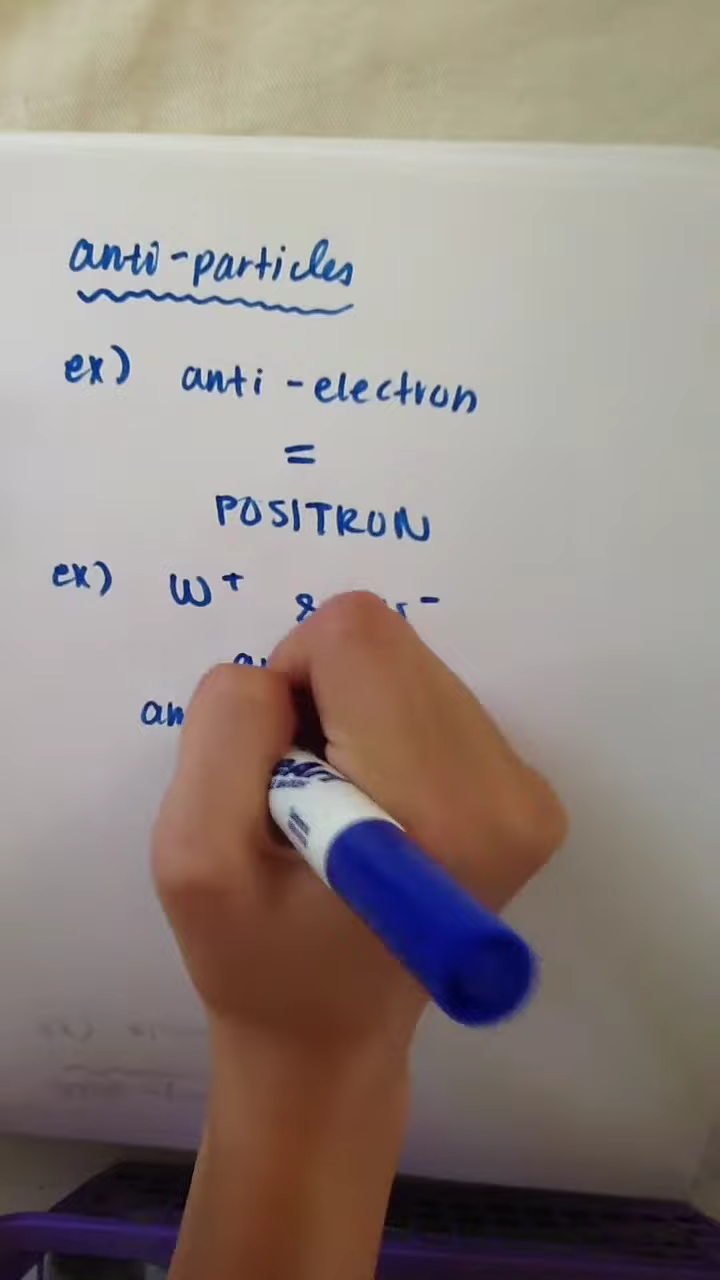 anti-particles
ex) anti-electron
=
POSITRON
ex) W⁺ &